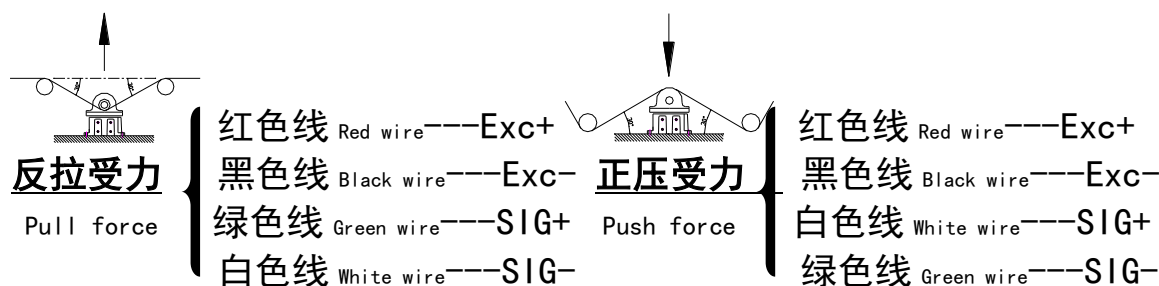 反拉受力
Pull force
红色线 Red wire---Exc+
黑色线 Black wire---Exc-
绿色线 Green wire---SIG+
白色线 White wire---SIG-
正压受力
Push force
红色线 Red wire---Exc+
黑色线 Black wire---Exc-
白色线 White wire---SIG+
绿色线 Green wire---SIG-